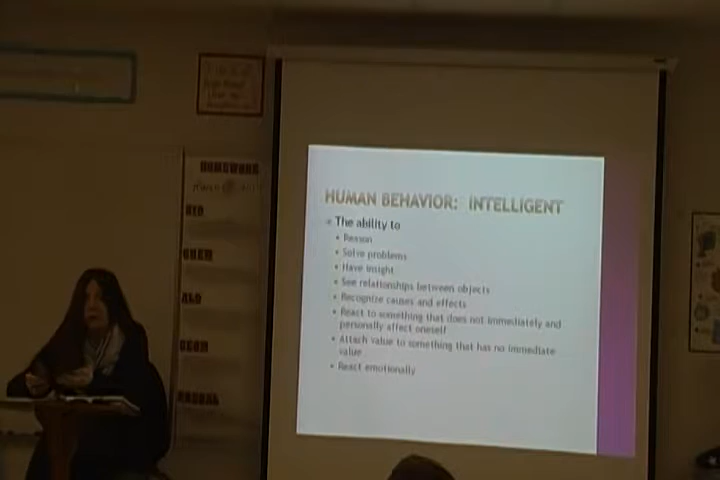 HOMEWORK
HUMAN BEHAVIOR: INTELLIGENT
The ability to
Reason
Solve problems
Have insight
See relationships between objects
Recognize causes and effects
React to something that does not immediately and
personally affect oneself
Attach value to something that has no immediate
value
React emotionally